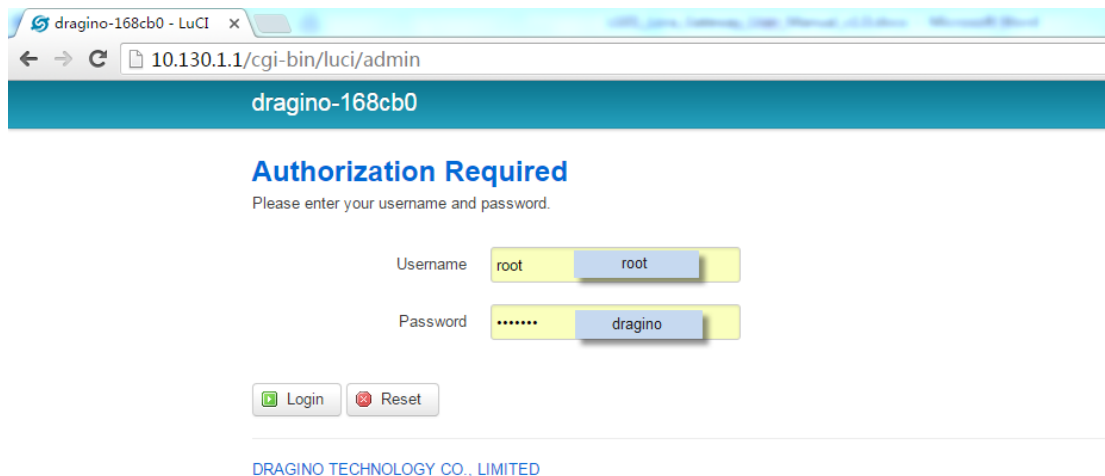 dragino-168cb0 - LuCI
10.130.1.1/cgi-bin/luci/admin
dragino-168cb0
Authorization Required
Please enter your username and password.
Username root root
Password ••••••• dragino
Login Reset
DRAGINO TECHNOLOGY CO., LIMITED